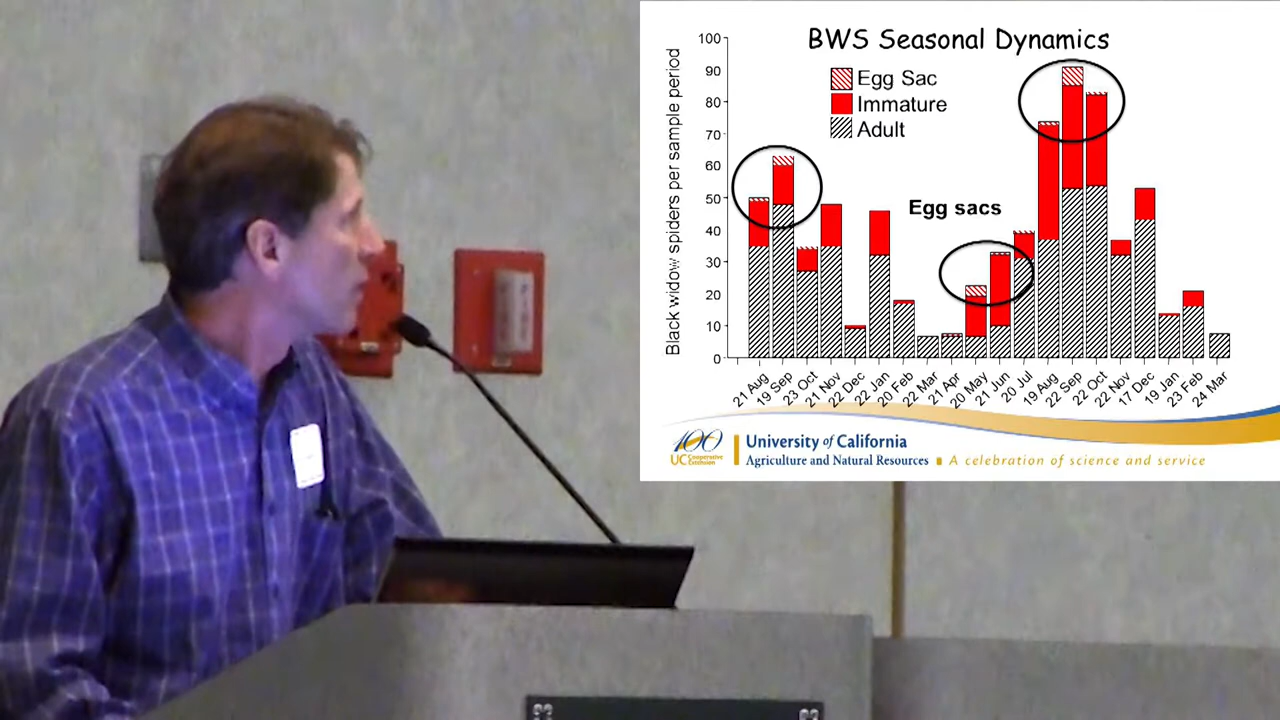 BWS Seasonal Dynamics
Black widow spiders per sample period
100
90
80
70
60
50
40
30
20
10
0
Egg Sac
Immature
Adult
Egg sacs
21 Aug
19 Sep
23 Oct
21 Nov
22 Dec
22 Jan
20 Feb
22 Mar
21 Apr
20 May
21 Jun
20 Jul
19 Aug
22 Sep
22 Oct
22 Nov
17 Dec
19 Jan
23 Feb
24 Mar
100
UC Cooperative
Extension
University of California
Agriculture and Natural Resources
A celebration of science and service